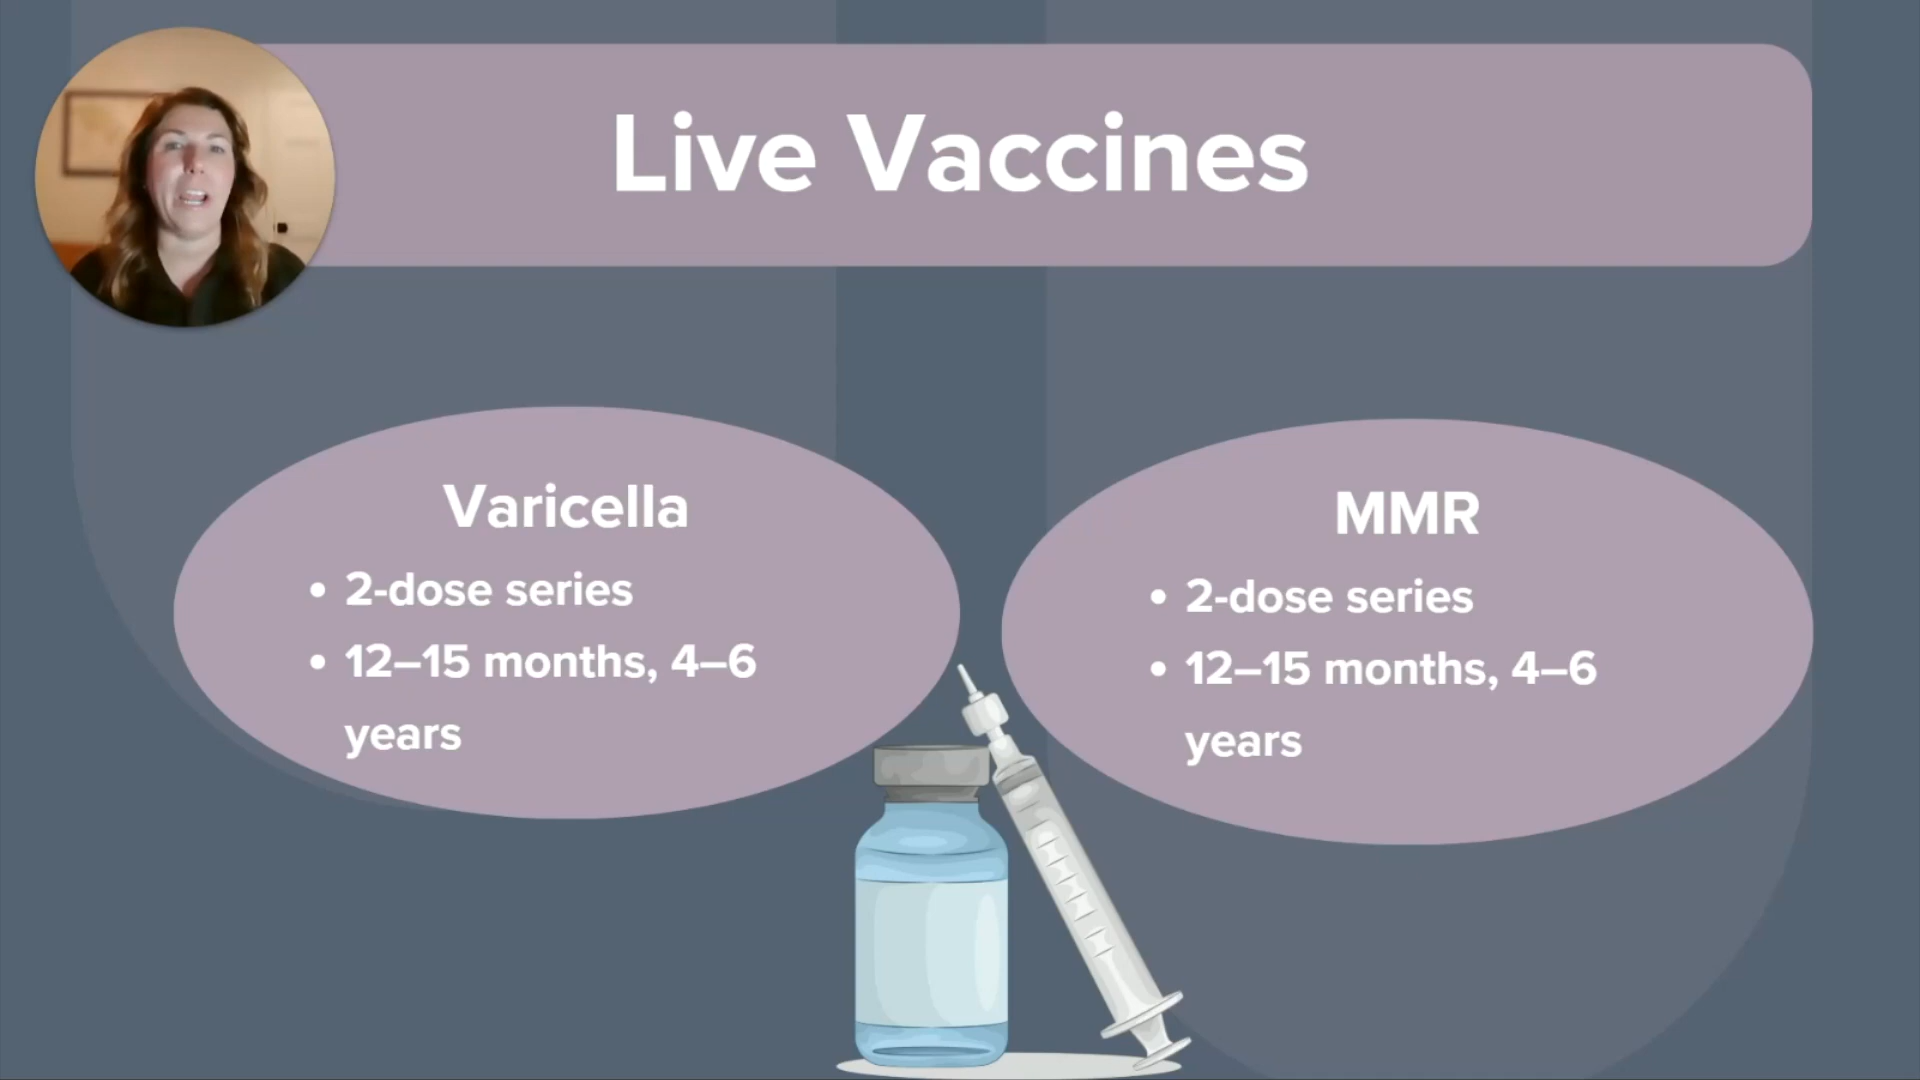 Live Vaccines
Varicella
• 2-dose series
• 12–15 months, 4–6
years
MMR
• 2-dose series
• 12–15 months, 4–6
years